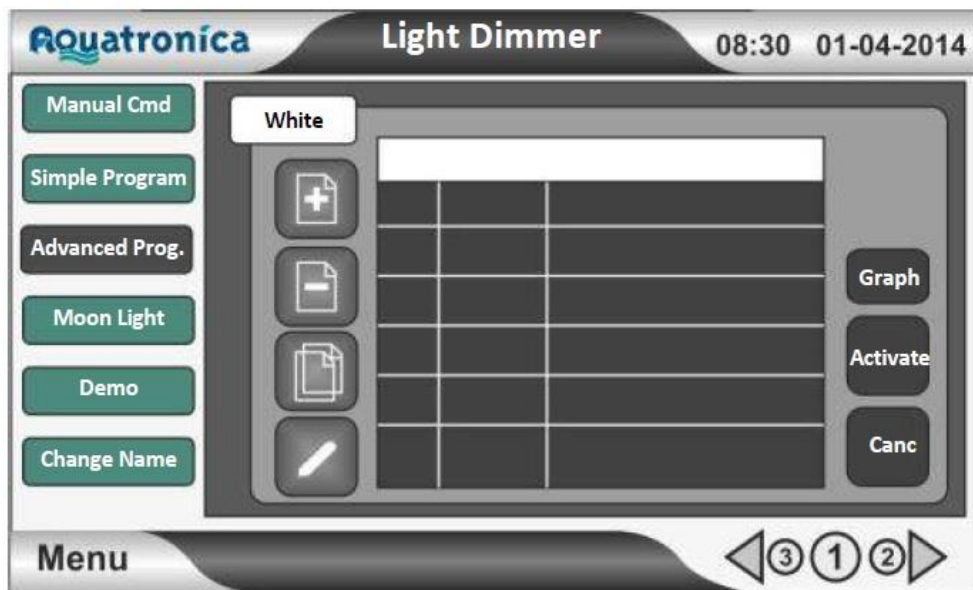 Aquatronica
Light Dimmer
08:30 01-04-2014
Manual Cmd
Simple Program
Advanced Prog.
Moon Light
Demo
Change Name
White
Graph
Activate
Canc
Menu
3 1 2